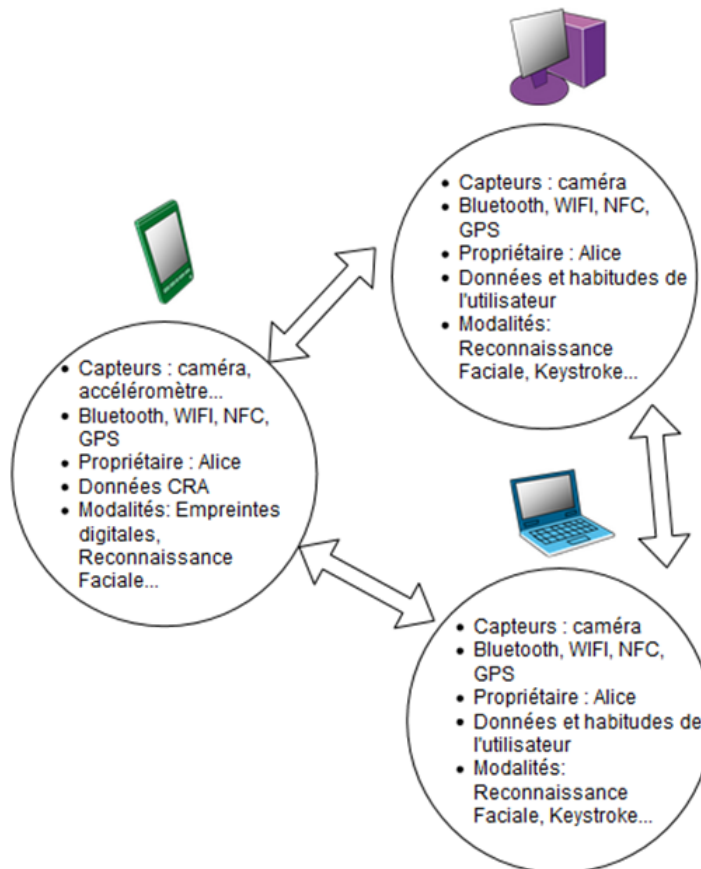 • Capteurs : caméra
• Bluetooth, WIFI, NFC,
GPS
• Propriétaire : Alice
• Données et habitudes de
l'utilisateur
• Modalités:
Reconnaissance
Faciale, Keystroke...
• Capteurs : caméra,
accéléromètre...
• Bluetooth, WIFI, NFC,
GPS
• Propriétaire : Alice
• Données CRA
• Modalités: Empreintes
digitales,
Reconnaissance
Faciale...
• Capteurs : caméra
• Bluetooth, WIFI, NFC,
GPS
• Propriétaire : Alice
• Données et habitudes de
l'utilisateur
• Modalités:
Reconnaissance
Faciale, Keystroke...